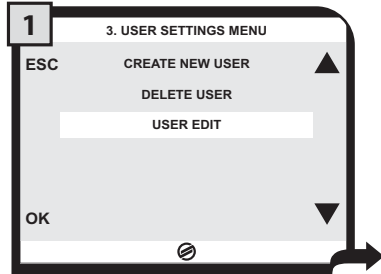 1
3. USER SETTINGS MENU
ESC CREATE NEW USER
DELETE USER
USER EDIT
OK